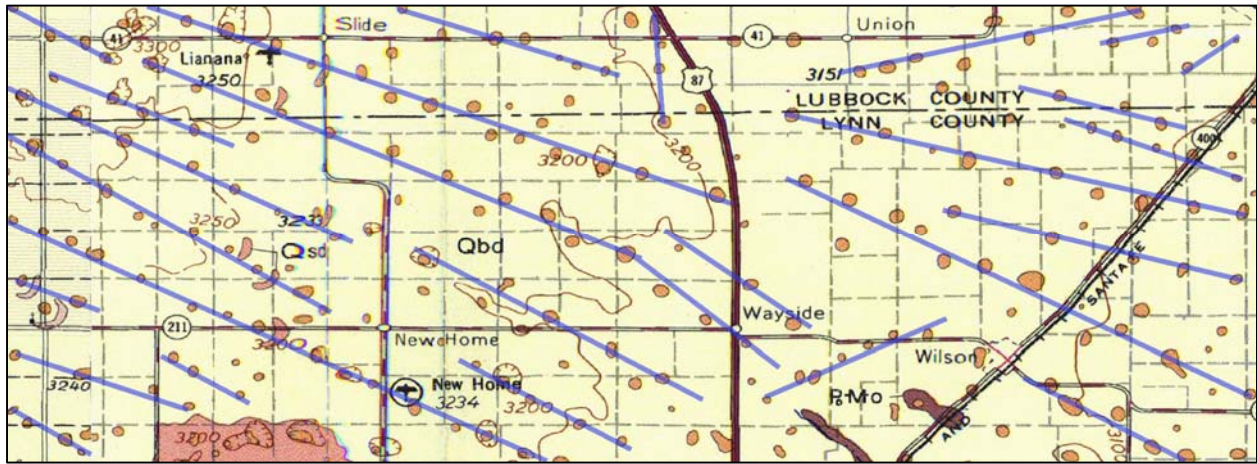 41
Slide
Union
41
3300
Lianana
3250
87
3151
LUBBOCK COUNTY
LYNN COUNTY
400
3200
3200
3250
3233
Qsd
Qbd
SANTA FE
Wayside
211
New Home
3200
Wilson
3240
New Home
3234
3200
AND
3200
3100